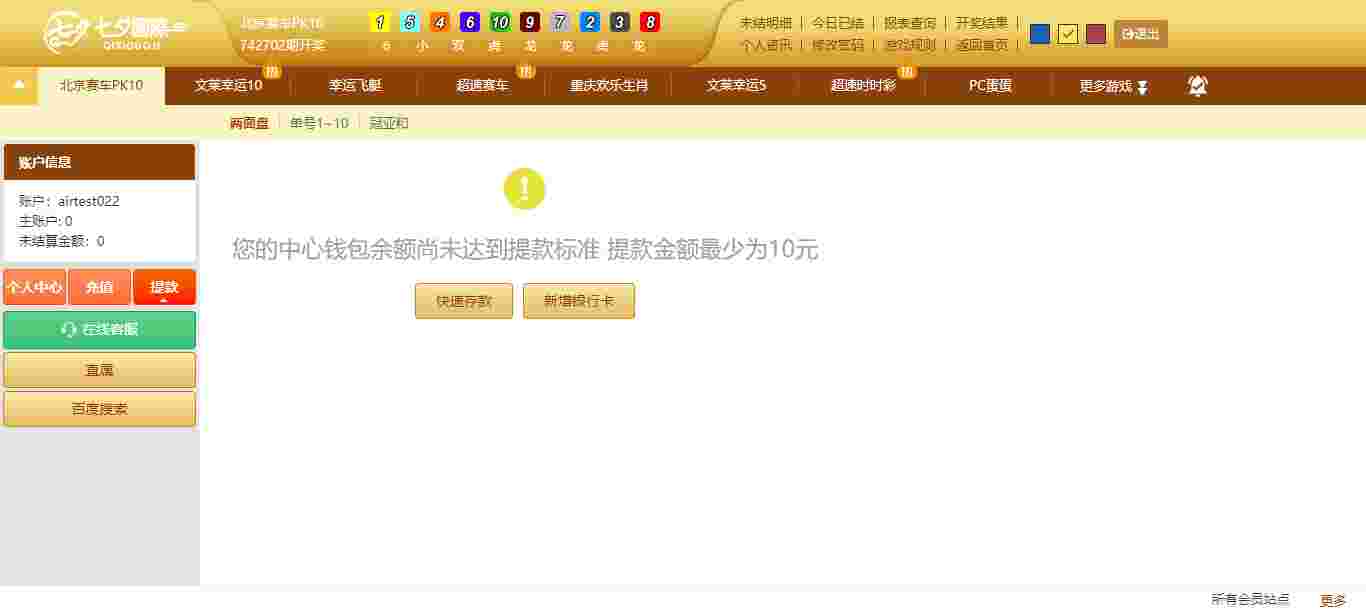 七夕国际
QIXIGUOJI
北京赛车PK10
742702期开奖
1 5 4 6 10 9 7 2 3 8
6 小 双 虎 龙 龙 虎 龙
未结明细 今日已结 报表查询 开奖结果
个人资讯 修改密码 游戏规则 返回首页
退出
北京赛车PK10 文莱幸运10 热 幸运飞艇 超速赛车 热 重庆欢乐生肖 文莱幸运5 超速时时彩 热 PC蛋蛋 更多游戏
两面盘 单号1~10 冠亚和
账户信息
账户：airtest022
主账户: 0
未结算金额：0
个人中心 充值 提款
在线客服
直属
百度搜索
您的中心钱包余额尚未达到提款标准 提款金额最少为10元
快速存款 新增银行卡
所有会员站点 更多